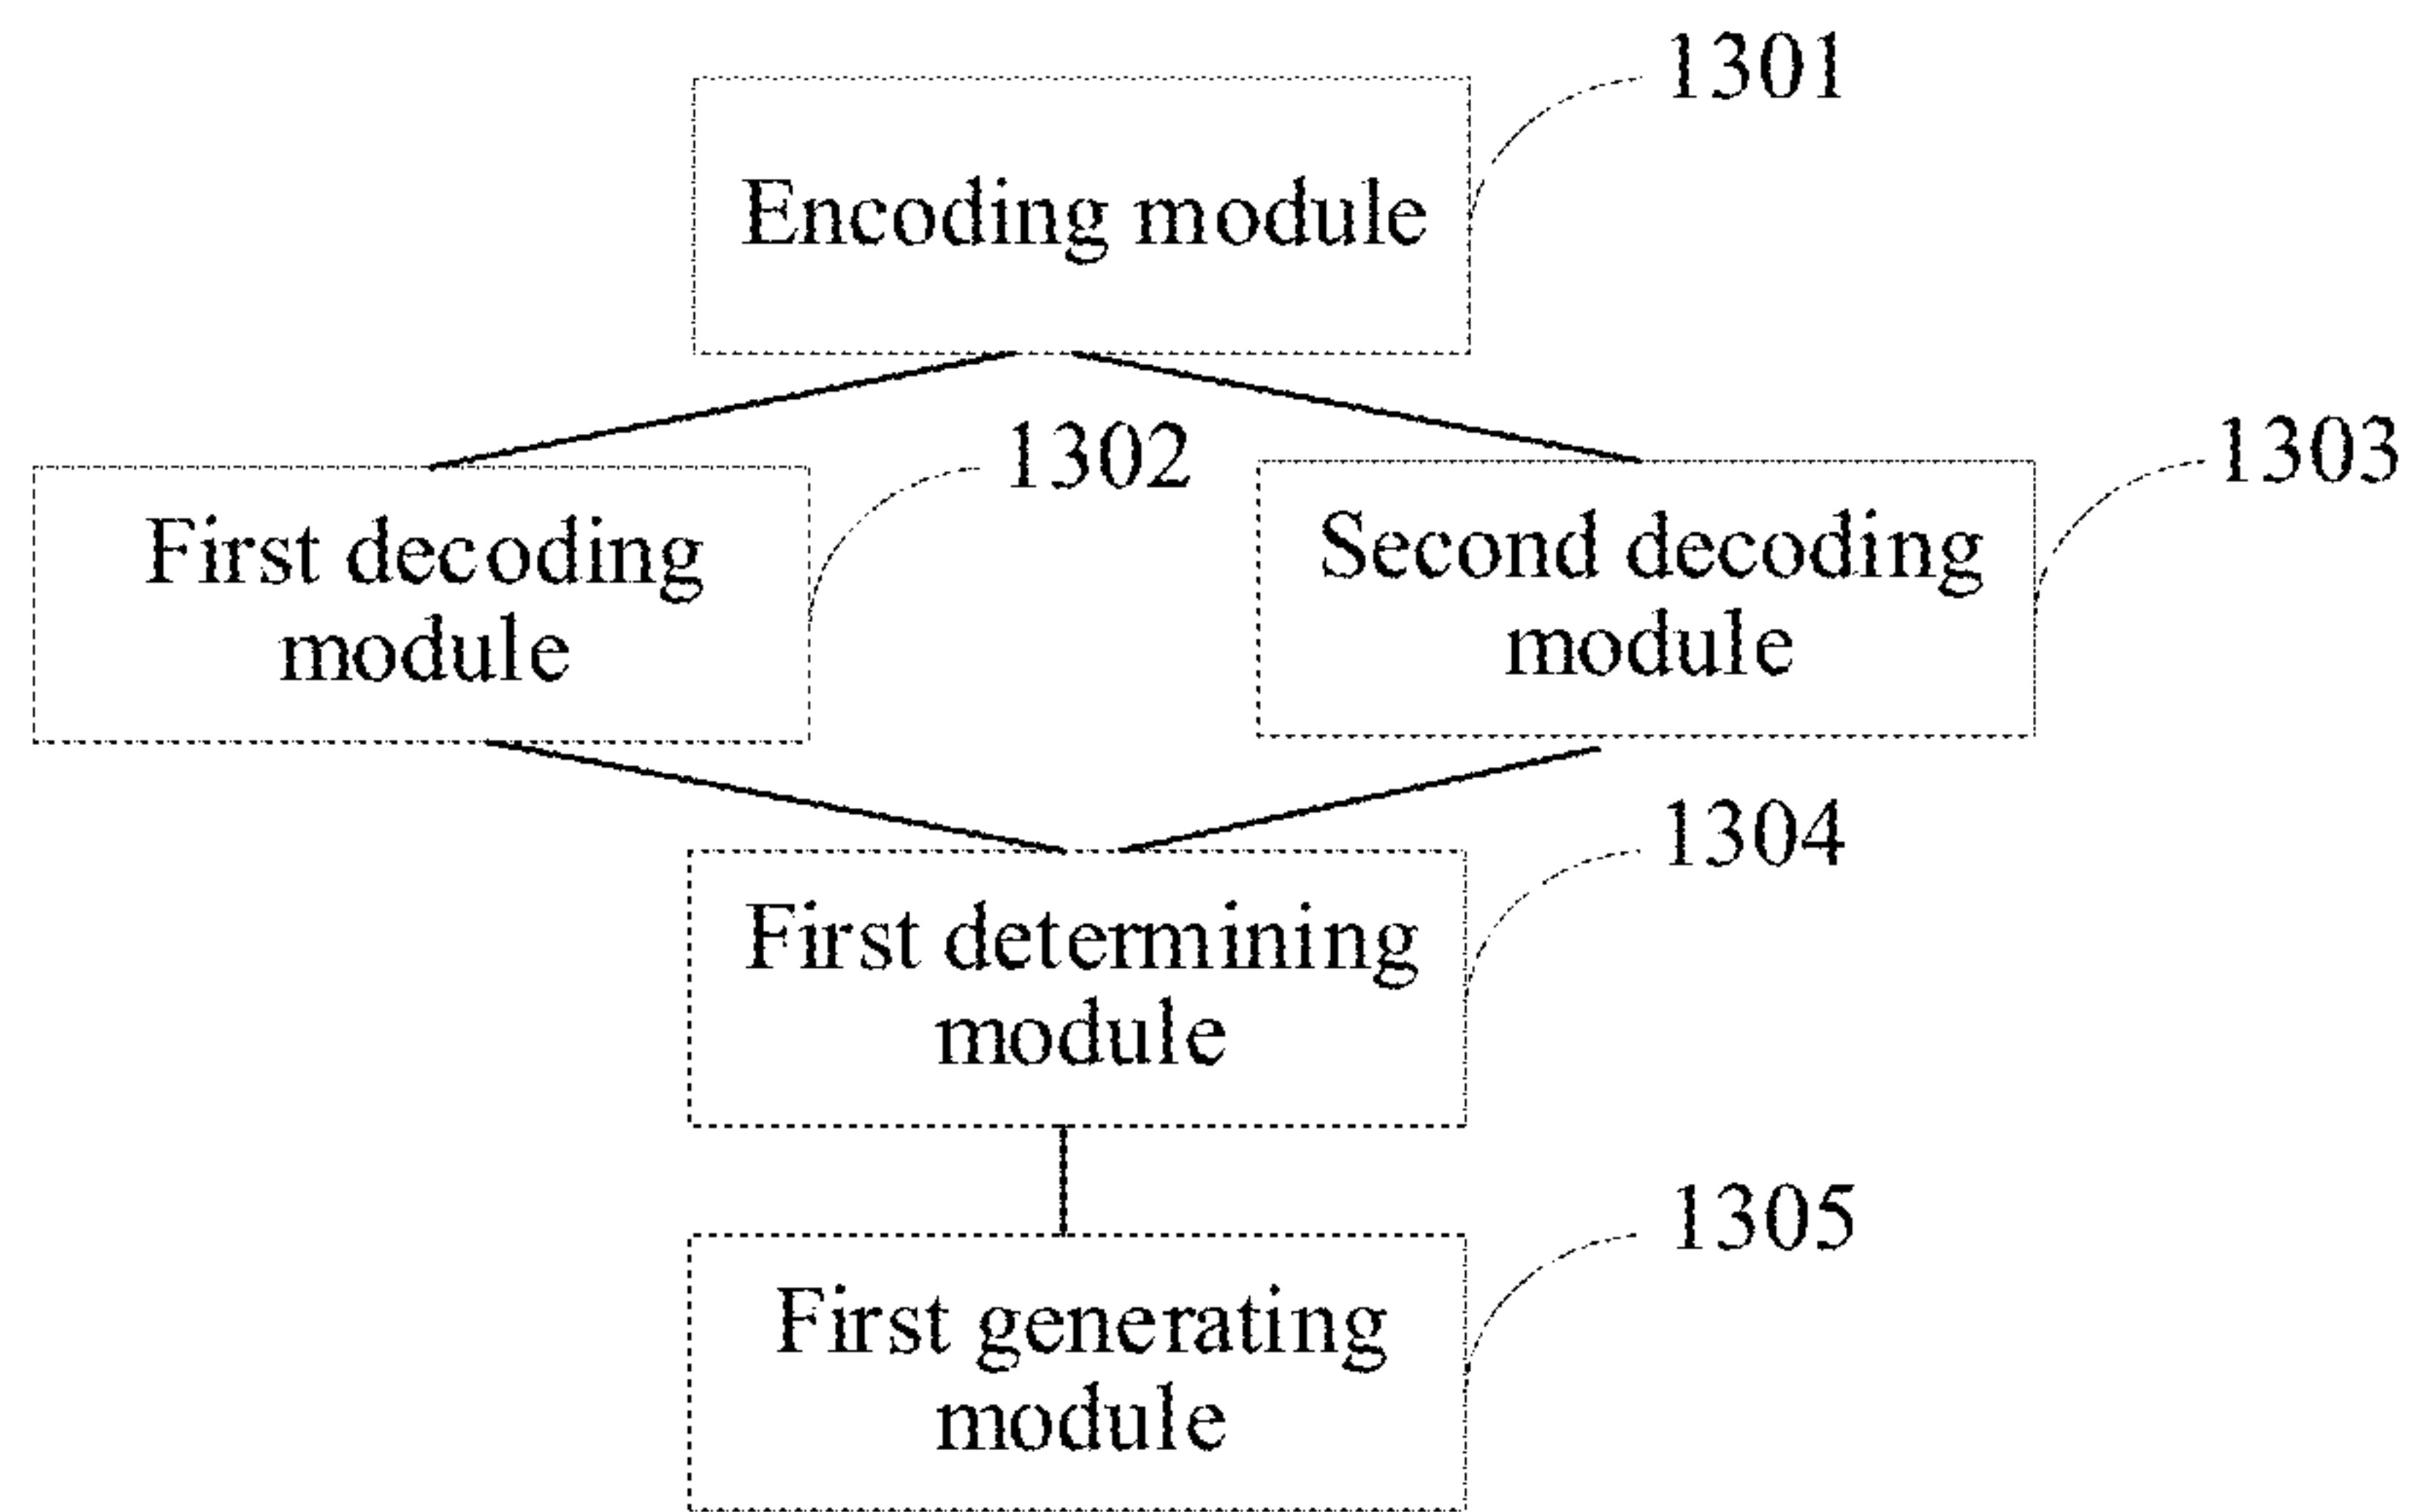 1301
Encoding module
1302
1303
First decoding
module
Second decoding
module
1304
First determining
module
1305
First generating
module